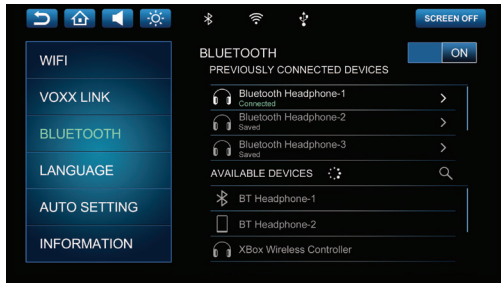 SCREEN OFF
WIFI
VOXX LINK
BLUETOOTH
LANGUAGE
AUTO SETTING
INFORMATION
BLUETOOTH
ON
PREVIOUSLY CONNECTED DEVICES
Bluetooth Headphone-1
Connected
Bluetooth Headphone-2
Saved
Bluetooth Headphone-3
Saved
AVAILABLE DEVICES
BT Headphone-1
BT Headphone-2
XBox Wireless Controller